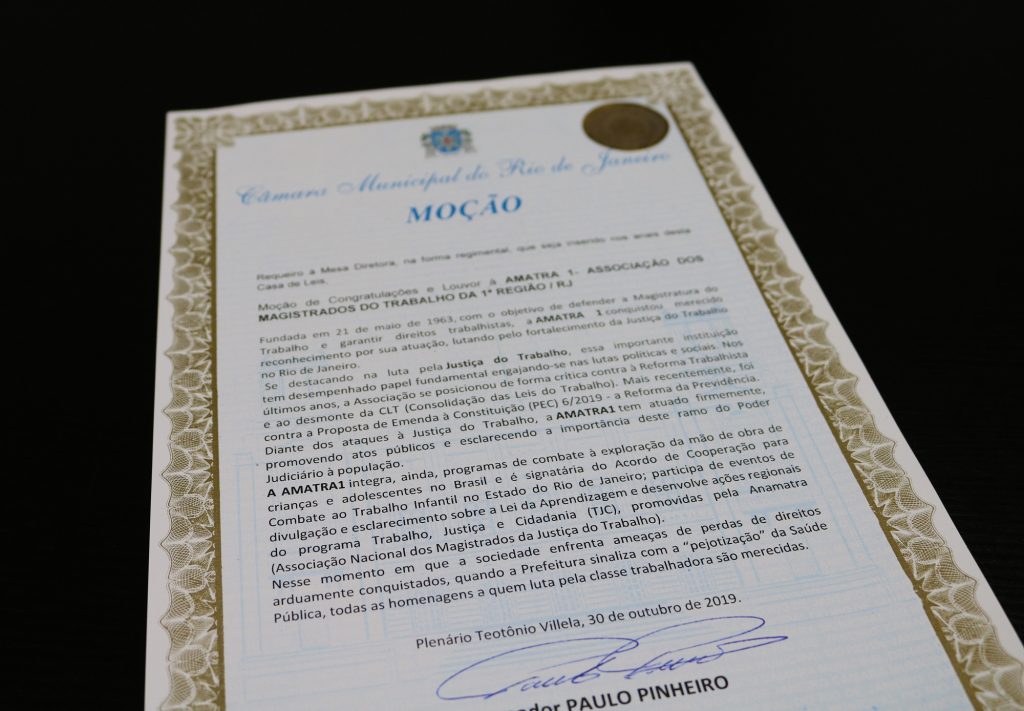 Câmara Municipal do Rio de Janeiro
MOÇÃO
Requeiro à Mesa Diretora, na forma regimental, que seja inserido nos anais desta
Casa de Leis,
Moção de Congratulações e Louvor à AMATRA 1- ASSOCIAÇÃO DOS
MAGISTRADOS DO TRABALHO DA 1ª REGIÃO / RJ
Fundada em 21 de maio de 1963, com o objetivo de defender a Magistratura do
Trabalho e garantir direitos trabalhistas, a AMATRA 1 conquistou merecido
reconhecimento por sua atuação, lutando pelo fortalecimento da Justiça do Trabalho
no Rio de Janeiro.
Se destacando na luta pela Justiça do Trabalho, essa importante instituição
tem desempenhado papel fundamental engajando-se nas lutas políticas e sociais. Nos
últimos anos, a Associação se posicionou de forma crítica contra à Reforma Trabalhista
e ao desmonte da CLT (Consolidação das Leis do Trabalho). Mais recentemente, foi
contra a Proposta de Emenda à Constituição (PEC) 6/2019 - a Reforma da Previdência.
Diante dos ataques à Justiça do Trabalho, a AMATRA1 tem atuado firmemente,
promovendo atos públicos e esclarecendo a importância deste ramo do Poder
Judiciário à população.
A AMATRA1 integra, ainda, programas de combate à exploração da mão de obra de
crianças e adolescentes no Brasil e é signatária do Acordo de Cooperação para
Combate ao Trabalho Infantil no Estado do Rio de Janeiro; participa de eventos de
divulgação e esclarecimento sobre a Lei da Aprendizagem e desenvolve ações regionais
do programa Trabalho, Justiça e Cidadania (TJC), promovidas pela Anamatra
(Associação Nacional dos Magistrados da Justiça do Trabalho).
Nesse momento em que a sociedade enfrenta ameaças de perdas de direitos
arduamente conquistados, quando a Prefeitura sinaliza com a “pejotização” da Saúde
Pública, todas as homenagens a quem luta pela classe trabalhadora são merecidas.
Plenário Teotônio Villela, 30 de outubro de 2019.
ador PAULO PINHEIRO